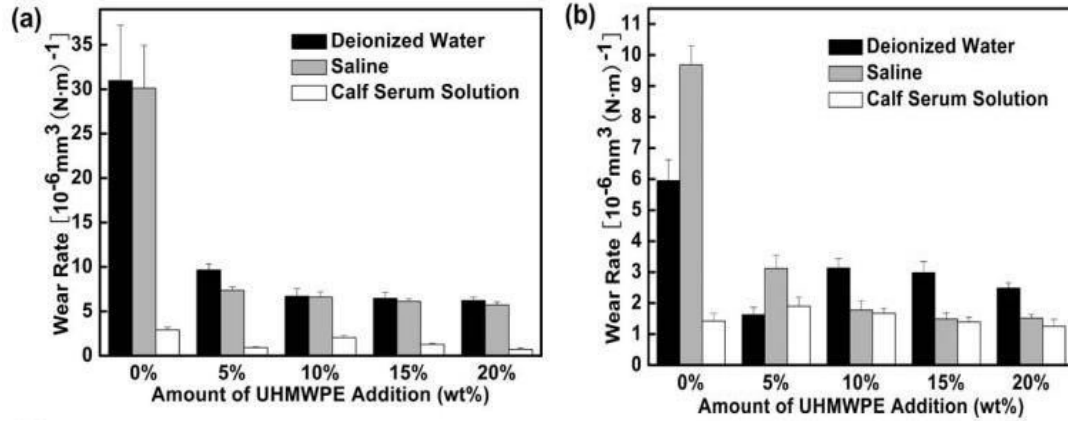 (a)
Deionized Water
Saline
Calf Serum Solution
Wear Rate [10⁻⁶mm³(N·m)⁻¹]
35
30
25
20
15
10
5
0
0% 5% 10% 15% 20%
Amount of UHMWPE Addition (wt%)
(b)
Deionized Water
Saline
Calf Serum Solution
Wear Rate [10⁻⁶mm³(N·m)⁻¹]
11
10
9
8
7
6
5
4
3
2
1
0
0% 5% 10% 15% 20%
Amount of UHMWPE Addition (wt%)